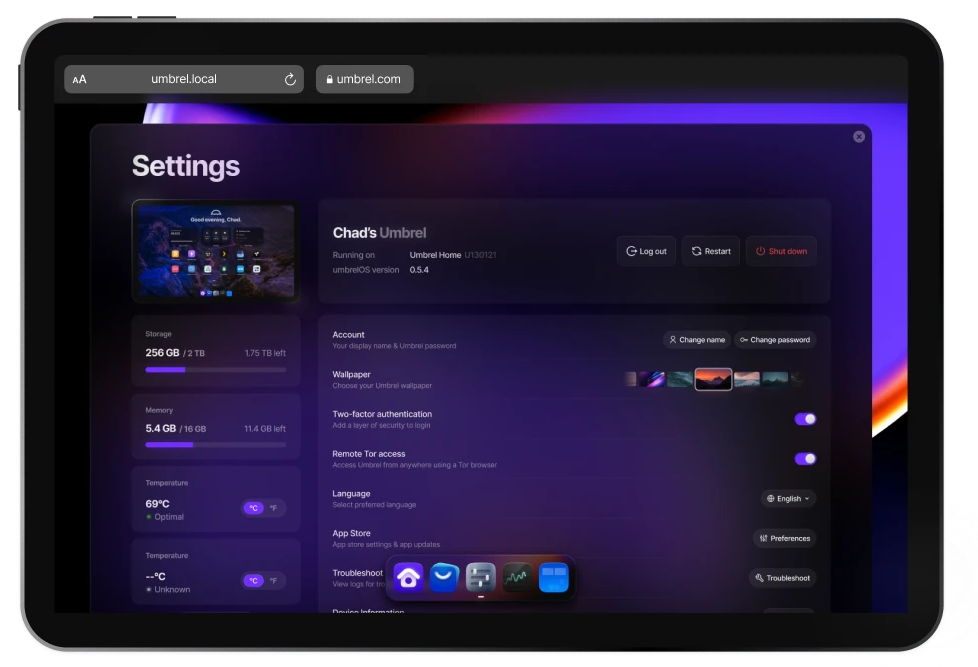 AA
umbrel.local
umbrel.com
Settings
Good evening, Chad.
Chad's Umbrel
Running on Umbrel Home U130121
umbrelOS version 0.5.4
Log out
Restart
Shut down
Storage
256 GB / 2 TB 1.75 TB left
Memory
5.4 GB / 16 GB 11.4 GB left
Temperature
69°C
Optimal
°C °F
Temperature
--°C
Unknown
°C °F
Account
Your display name & Umbrel password
Change name
Change password
Wallpaper
Choose your Umbrel wallpaper
Two-factor authentication
Add a layer of security to login
Remote Tor access
Access Umbrel from anywhere using a Tor browser
Language
Select preferred language
English
App Store
App store settings & app updates
Preferences
Troubleshoot
View logs for
Troubleshoot
Device Information